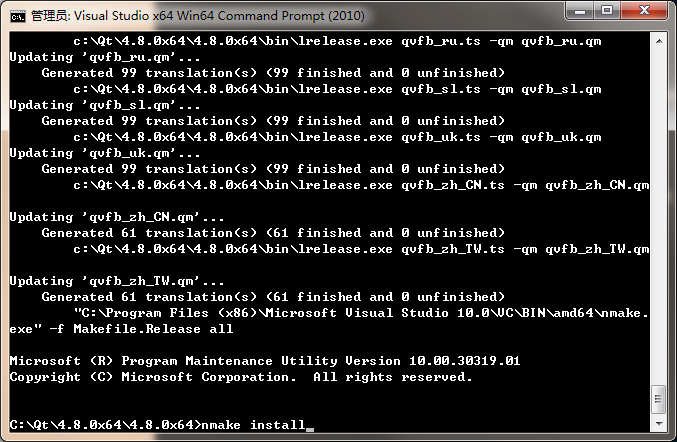 管理员: Visual Studio x64 Win64 Command Prompt (2010)
c:\Qt\4.8.0x64\4.8.0x64\bin\lrelease.exe qvfb_ru.ts -qm qvfb_ru.qm
Updating 'qvfb_ru.qm'...
Generated 99 translation(s) (99 finished and 0 unfinished)
c:\Qt\4.8.0x64\4.8.0x64\bin\lrelease.exe qvfb_sl.ts -qm qvfb_sl.qm
Updating 'qvfb_sl.qm'...
Generated 99 translation(s) (99 finished and 0 unfinished)
c:\Qt\4.8.0x64\4.8.0x64\bin\lrelease.exe qvfb_uk.ts -qm qvfb_uk.qm
Updating 'qvfb_uk.qm'...
Generated 99 translation(s) (99 finished and 0 unfinished)
c:\Qt\4.8.0x64\4.8.0x64\bin\lrelease.exe qvfb_zh_CN.ts -qm qvfb_zh_CN.qm
Updating 'qvfb_zh_CN.qm'...
Generated 61 translation(s) (61 finished and 0 unfinished)
c:\Qt\4.8.0x64\4.8.0x64\bin\lrelease.exe qvfb_zh_TW.ts -qm qvfb_zh_TW.qm
Updating 'qvfb_zh_TW.qm'...
Generated 61 translation(s) (61 finished and 0 unfinished)
"C:\Program Files (x86)\Microsoft Visual Studio 10.0\VC\BIN\amd64\nmake.
exe" -f Makefile.Release all
Microsoft (R) Program Maintenance Utility Version 10.00.30319.01
Copyright (C) Microsoft Corporation.  All rights reserved.
C:\Qt\4.8.0x64\4.8.0x64>nmake install